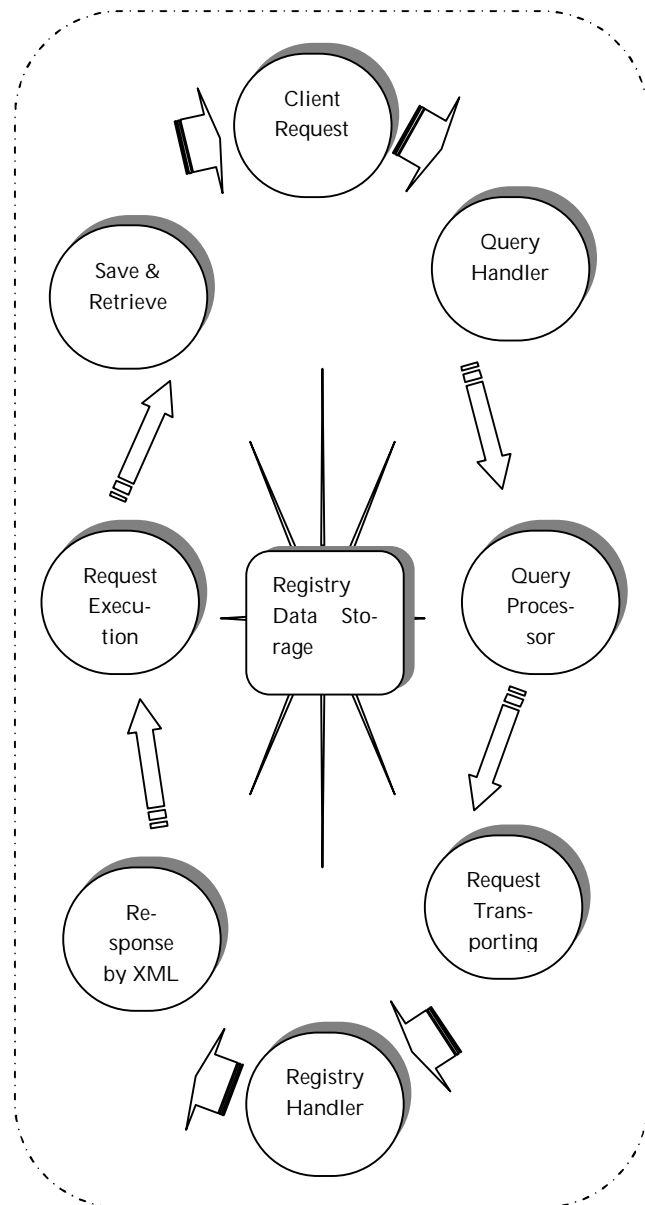 Client
Request
Query
Handler
Save &
Retrieve
Request
Execu-
tion
Registry
Data Sto-
rage
Query
Proces-
sor
Request
Trans-
porting
Re-
sponse
by XML
Registry
Handler